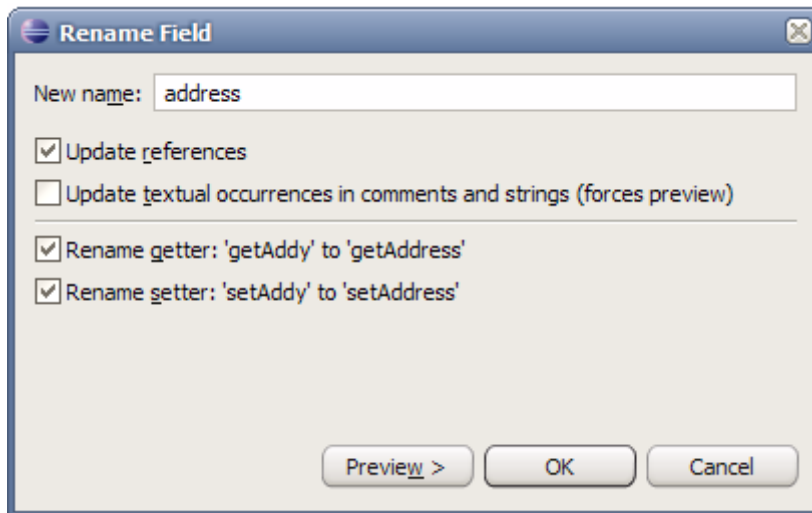 Rename Field
New name: address
Update references
Update textual occurrences in comments and strings (forces preview)
Rename getter: 'getAddy' to 'getAddress'
Rename setter: 'setAddy' to 'setAddress'
Preview > OK Cancel